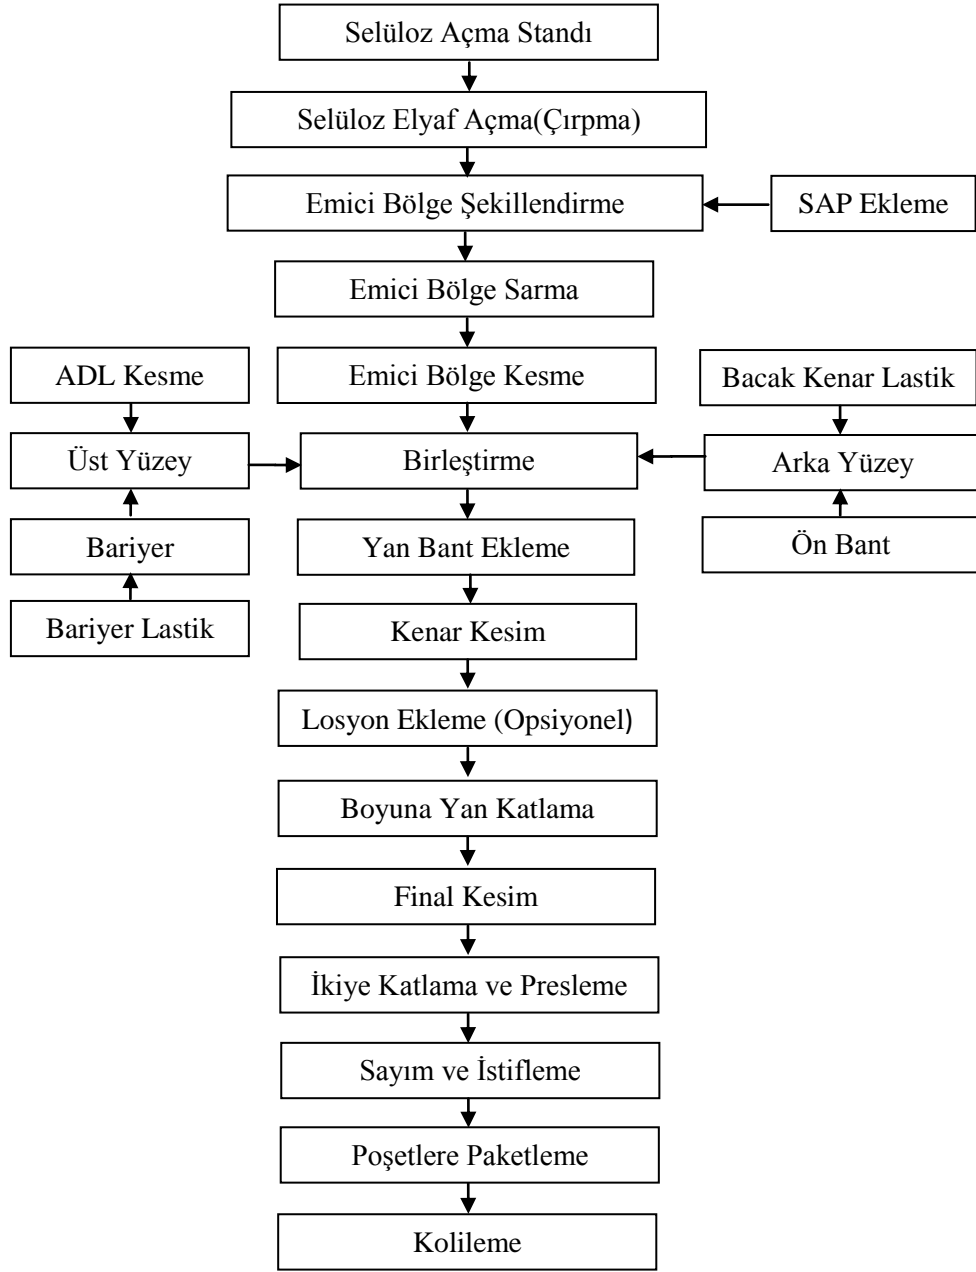 Selüloz Açma Standı
Selüloz Elyaf Açma(Çırpma)
Emici Bölge Şekillendirme
SAP Ekleme
Emici Bölge Sarma
ADL Kesme
Emici Bölge Kesme
Bacak Kenar Lastik
Üst Yüzey
Birleştirme
Arka Yüzey
Bariyer
Yan Bant Ekleme
Ön Bant
Bariyer Lastik
Kenar Kesim
Losyon Ekleme (Opsiyonel)
Boyuna Yan Katlama
Final Kesim
İkiye Katlama ve Presleme
Sayım ve İstifleme
Poşetlere Paketleme
Kolileme